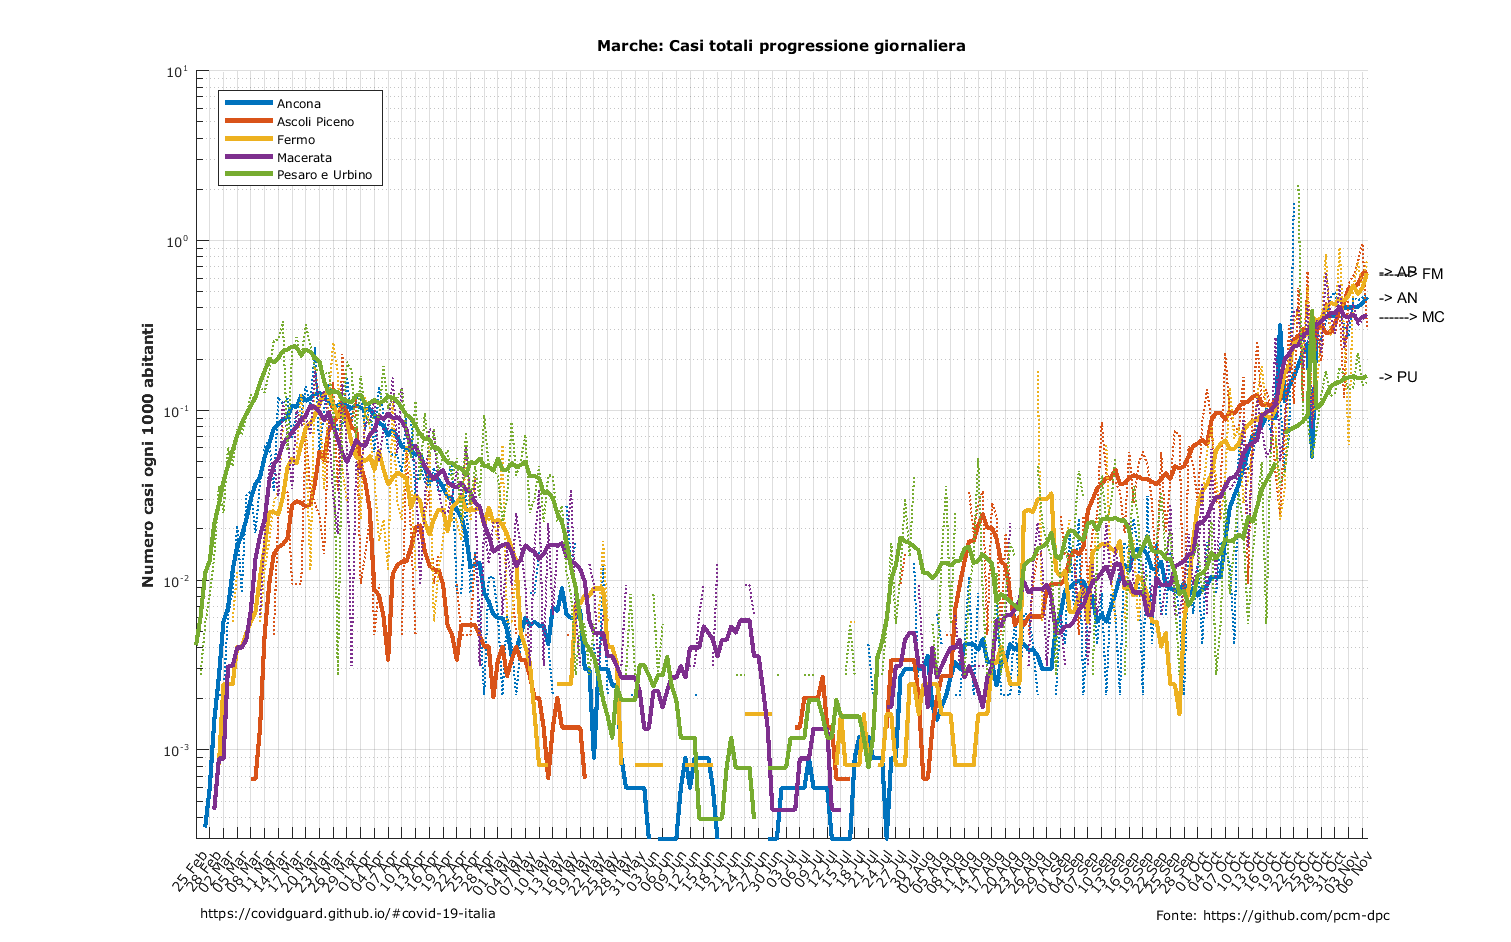 Marche: Casi totali progressione giornaliera
10¹
10⁰
10⁻¹
10⁻²
10⁻³
Numero casi ogni 1000 abitanti
Ancona
Ascoli Piceno
Fermo
Macerata
Pesaro e Urbino
-> AP
------> FM
-> AN
------> MC
-> PU
25 Feb
28 Feb
02 Mar
05 Mar
08 Mar
11 Mar
14 Mar
17 Mar
20 Mar
23 Mar
26 Mar
29 Mar
01 Apr
04 Apr
07 Apr
10 Apr
13 Apr
16 Apr
19 Apr
22 Apr
25 Apr
28 Apr
01 May
04 May
07 May
10 May
13 May
16 May
19 May
22 May
25 May
28 May
31 May
03 Jun
06 Jun
09 Jun
12 Jun
15 Jun
18 Jun
21 Jun
24 Jun
27 Jun
30 Jun
03 Jul
06 Jul
09 Jul
12 Jul
15 Jul
18 Jul
21 Jul
24 Jul
27 Jul
30 Jul
02 Aug
05 Aug
08 Aug
11 Aug
14 Aug
17 Aug
20 Aug
23 Aug
26 Aug
29 Aug
01 Sep
04 Sep
07 Sep
10 Sep
13 Sep
16 Sep
19 Sep
22 Sep
25 Sep
28 Sep
01 Oct
04 Oct
07 Oct
10 Oct
13 Oct
16 Oct
19 Oct
22 Oct
25 Oct
28 Oct
31 Oct
03 Nov
06 Nov
https://covidguard.github.io/#covid-19-italia
Fonte: https://github.com/pcm-dpc